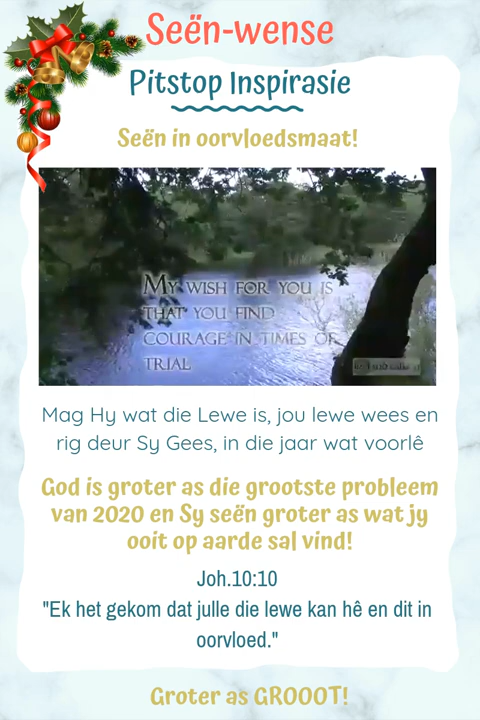 Seën-wense
Pitstop Inspirasie
Seën in oorvloedsmaat!
My wish for you is
that you find
courage in times of
trial
Mag Hy wat die Lewe is, jou lewe wees en
rig deur Sy Gees, in die jaar wat voorlê
God is groter as die grootste probleem
van 2020 en Sy seën groter as wat jy
ooit op aarde sal vind!
Joh.10:10
"Ek het gekom dat julle die lewe kan hê en dit in
oorvloed."
Groter as GROOOT!